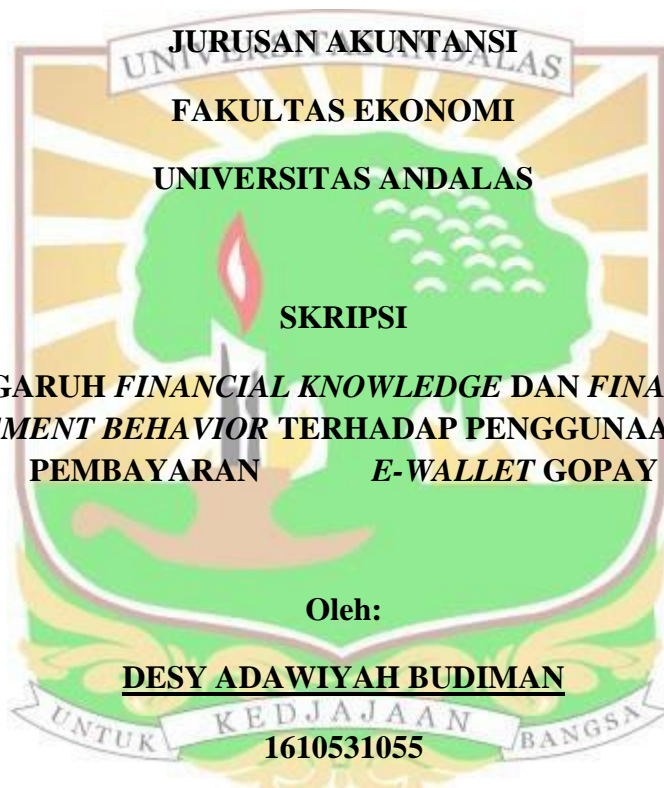 UNIVERSITAS ANDALAS
JURUSAN AKUNTANSI
FAKULTAS EKONOMI
UNIVERSITAS ANDALAS
SKRIPSI
GARUH FINANCIAL KNOWLEDGE DAN FINA
EMENT BEHAVIOR TERHADAP PENGGUNAA
PEMBAYARAN E-WALLET GOPAY
Oleh:
DESY ADAWIYAH BUDIMAN
1610531055
UNTUK KEDJAJAAN BANGSA